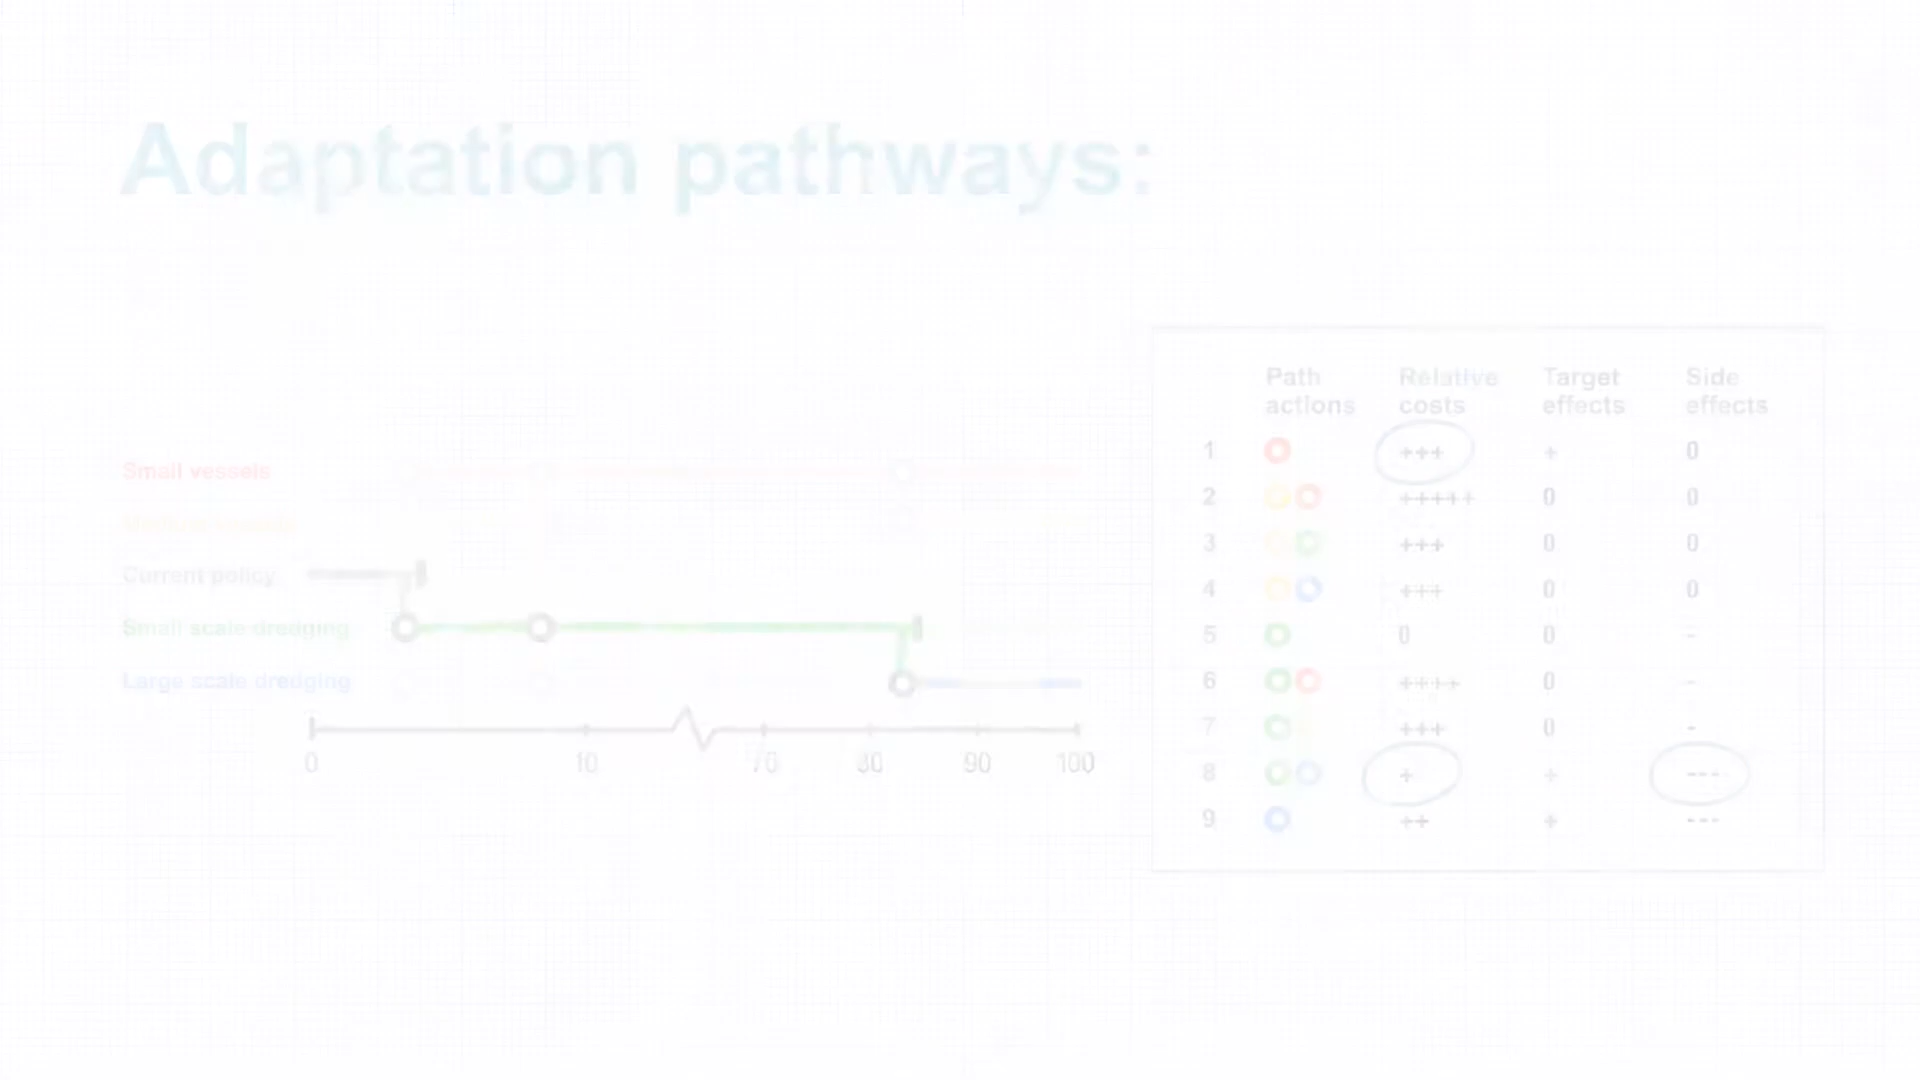 Adaptation pathways:
Small vessels
Medium vessels
Current policy
Small scale dredging
Large scale dredging
0 10 70 80 90 100
Path actions Relative costs Target effects Side effects
1 +++ + 0
2 +++++ 0 0
3 +++ 0 0
4 +++ 0 0
5 0 0 -
6 ++++ 0 -
7 +++ 0 -
8 + + ---
9 ++ + ---